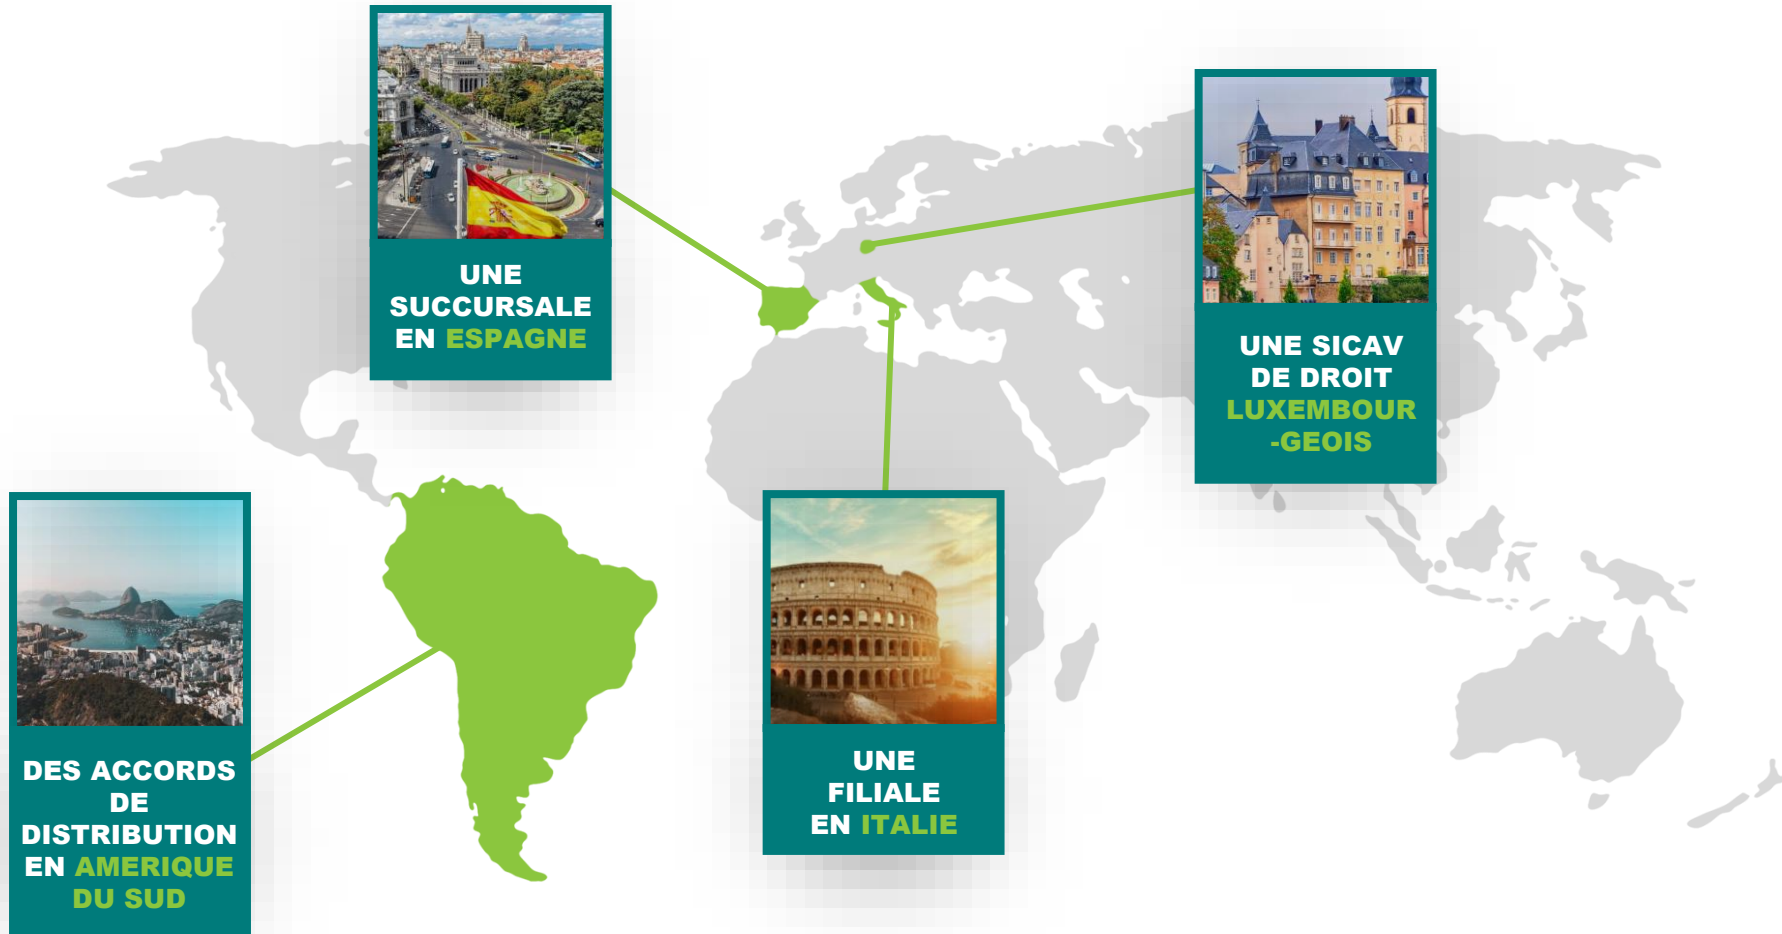 UNE
SUCCURSALE
EN ESPAGNE
UNE SICAV
DE DROIT
LUXEMBOUR
-GEOIS
DES ACCORDS
DE
DISTRIBUTION
EN AMERIQUE
DU SUD
UNE
FILIALE
EN ITALIE